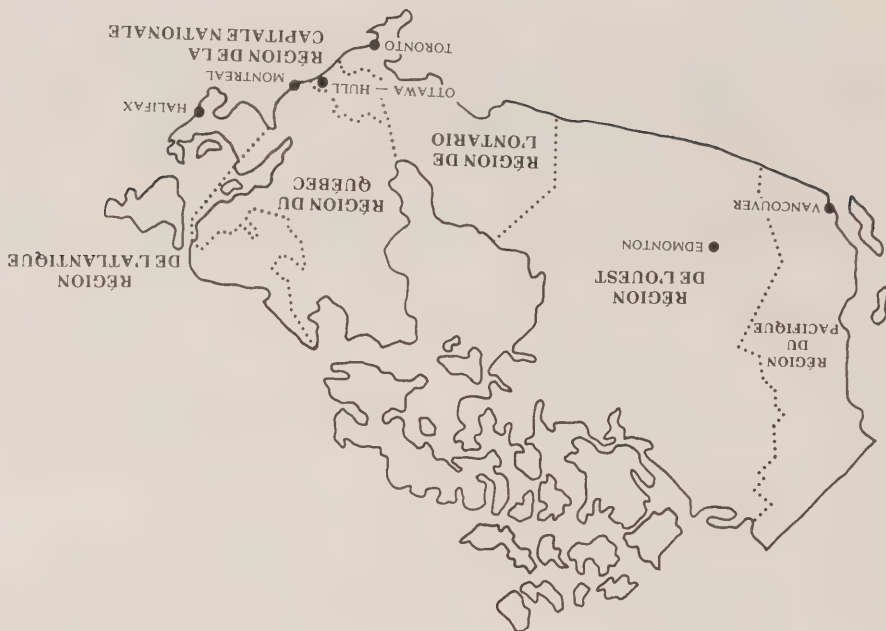 RÉGION
DU
PACIFIQUE
RÉGION
DE L'OUEST
RÉGION
DE L'ATLANTIQUE
EDMONTON
VANCOUVER
RÉGION DU
QUÉBEC
RÉGION DE
L'ONTARIO
HALIFAX
OTTAWA — HULL
MONTREAL
TORONTO
RÉGION DE LA
CAPITALE NATIONALE